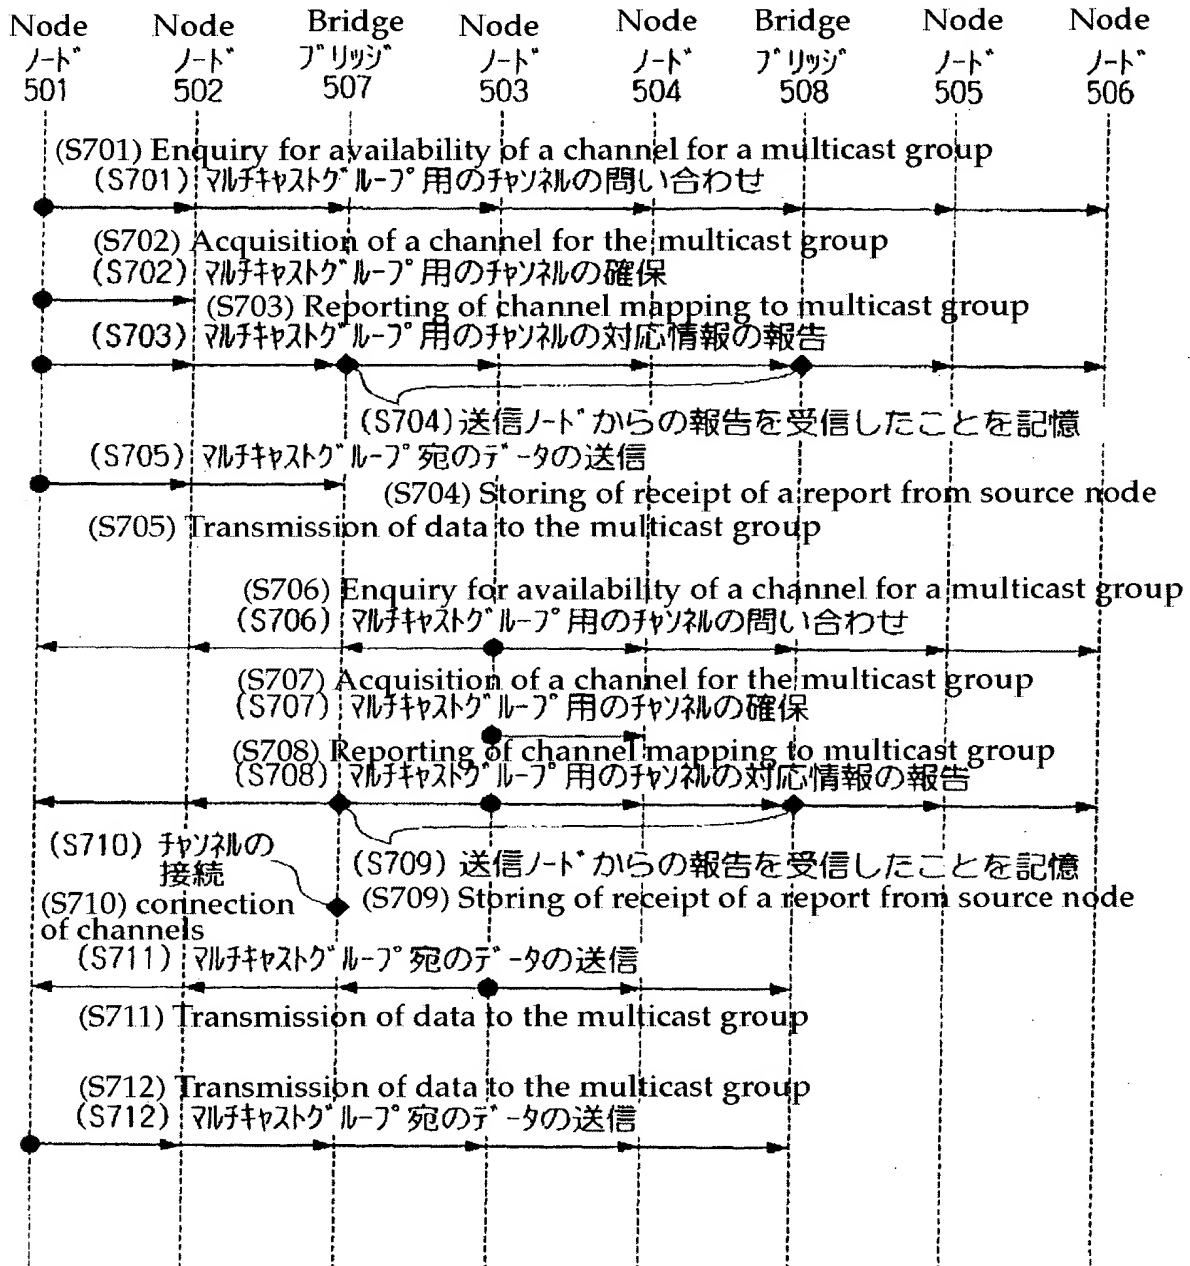 Node Node Bridge Node Node Bridge Node Node
ノード ノード ブリッジ ノード ノード ブリッジ ノード ノード
501 502 507 503 504 508 505 506
(S701) Enquiry for availability of a channel for a multicast group
(S701) マルチキャストグループ用のチャンネルの問い合わせ
(S702) Acquisition of a channel for the multicast group
(S702) マルチキャストグループ用のチャンネルの確保
(S703) Reporting of channel mapping to multicast group
(S703) マルチキャストグループ用のチャンネルの対応情報の報告
(S704) 送信ノードからの報告を受信したことを記憶
(S705) マルチキャストグループ宛のデータの送信
(S704) Storing of receipt of a report from source node
(S705) Transmission of data to the multicast group
(S706) Enquiry for availability of a channel for a multicast group
(S706) マルチキャストグループ用のチャンネルの問い合わせ
(S707) Acquisition of a channel for the multicast group
(S707) マルチキャストグループ用のチャンネルの確保
(S708) Reporting of channel mapping to multicast group
(S708) マルチキャストグループ用のチャンネルの対応情報の報告
(S710) チャンネルの
接続
(S709) 送信ノードからの報告を受信したことを記憶
(S710) connection
of channels
(S709) Storing of receipt of a report from source node
(S711) マルチキャストグループ宛のデータの送信
(S711) Transmission of data to the multicast group
(S712) Transmission of data to the multicast group
(S712) マルチキャストグループ宛のデータの送信